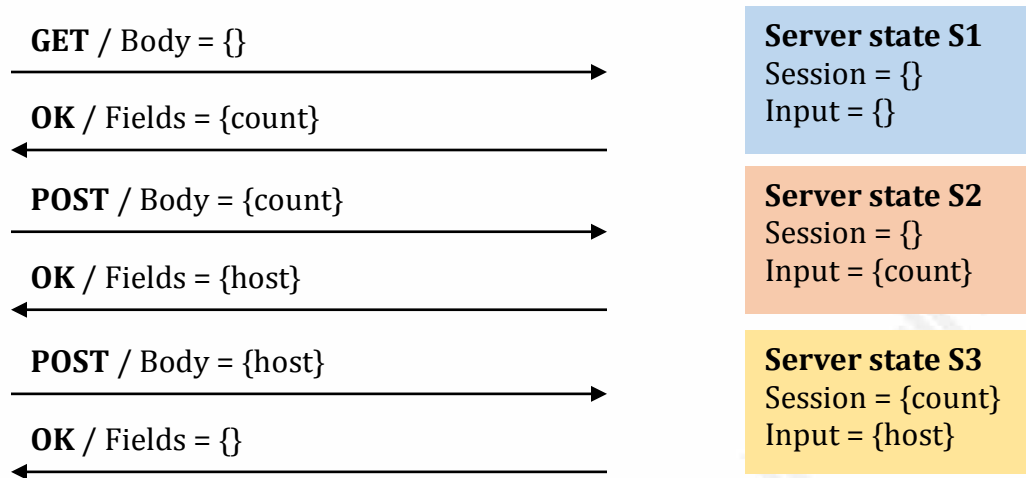 GET / Body = {}
OK / Fields = {count}
POST / Body = {count}
OK / Fields = {host}
POST / Body = {host}
OK / Fields = {}
Server state S1
Session = {}
Input = {}
Server state S2
Session = {}
Input = {count}
Server state S3
Session = {count}
Input = {host}